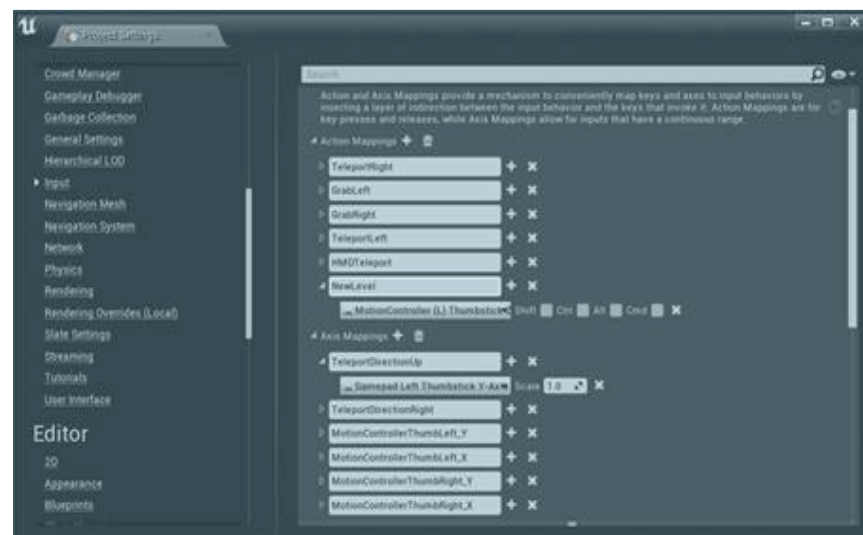 Project Settings
Crowd Manager
Gameplay Debugger
Garbage Collection
General Settings
Hierarchical LOD
Input
Navigation Mesh
Navigation System
Network
Physics
Rendering
Rendering Overrides (Local)
Slate Settings
Streaming
Tutorials
User Interface
Editor
2D
Appearance
Blueprints
Search
Action and Axis Mappings provide a mechanism to conveniently map keys and axes to input behaviors by
inserting a layer of indirection between the input behavior and the keys that invoke it. Action Mappings are for
key presses and releases, while Axis Mappings allow for inputs that have a continuous range.
Action Mappings
TeleportRight
GrabLeft
GrabRight
TeleportLeft
HMDTeleport
NewLevel
MotionController (L) Thumbstick Shift Ctrl Alt Cmd
Axis Mappings
TeleportDirectionUp
Gamepad Left Thumbstick Y-Axis Scale 1.0
TeleportDirectionRight
MotionControllerThumbLeft_Y
MotionControllerThumbLeft_X
MotionControllerThumbRight_Y
MotionControllerThumbRight_X